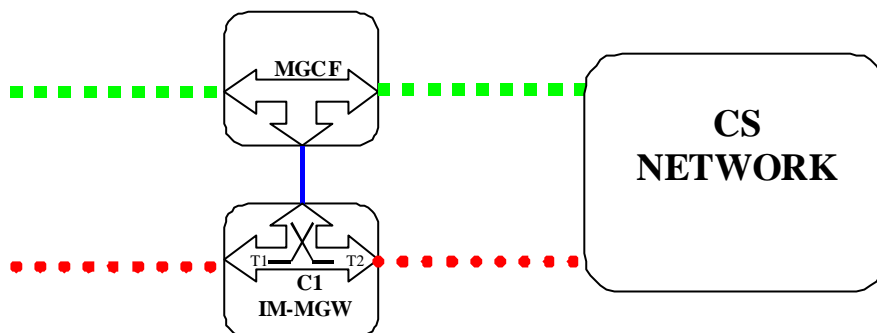 MGCF
CS
NETWORK
T1 T2
C1
IM-MGW